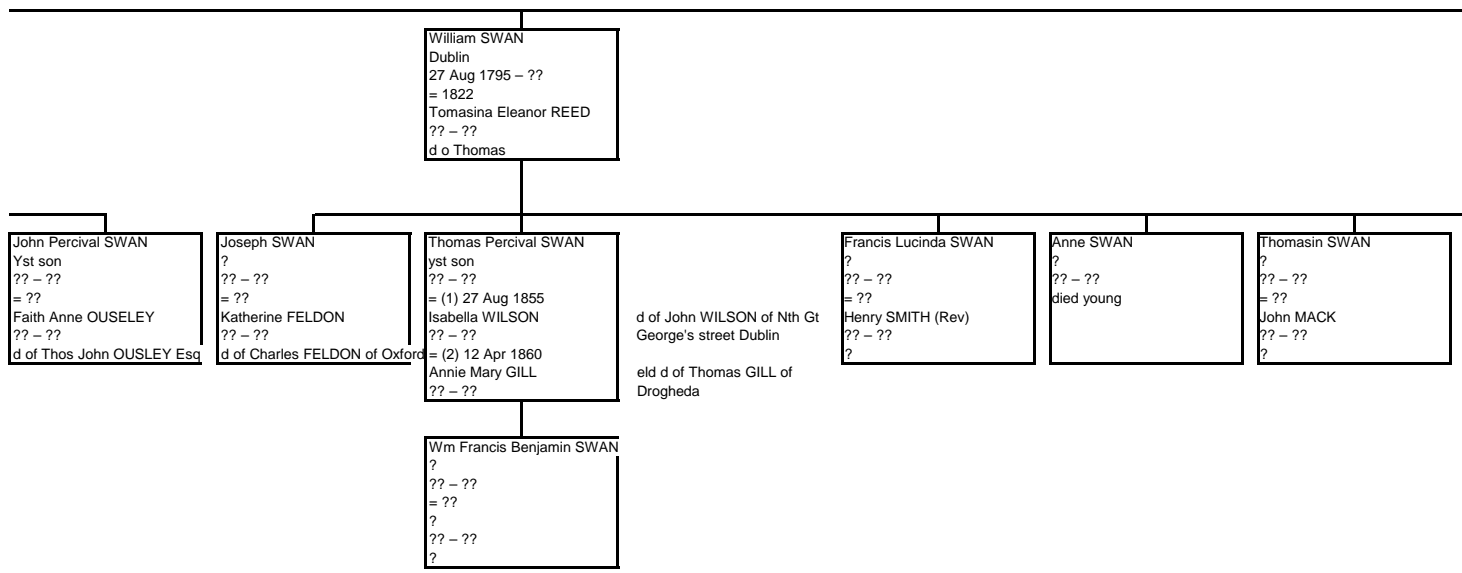 William SWAN
Dublin
27 Aug 1795 – ??
= 1822
Tomasina Eleanor REED
?? – ??
d o Thomas
John Percival SWAN
Yst son
?? – ??
= ??
Faith Anne OUSELEY
?? – ??
d of Thos John OUSLEY Esq
Joseph SWAN
?
?? – ??
= ??
Katherine FELDON
?? – ??
d of Charles FELDON of Oxford
Thomas Percival SWAN
yst son
?? – ??
= (1) 27 Aug 1855
Isabella WILSON
?? – ??
= (2) 12 Apr 1860
Annie Mary GILL
?? – ??
d of John WILSON of Nth Gt
George's street Dublin
eld d of Thomas GILL of
Drogheda
Francis Lucinda SWAN
?
?? – ??
= ??
Henry SMITH (Rev)
?? – ??
?
Anne SWAN
?
?? – ??
died young
Thomasin SWAN
?
?? – ??
= ??
John MACK
?? – ??
?
Wm Francis Benjamin SWAN
?
?? – ??
= ??
?
?? – ??
?